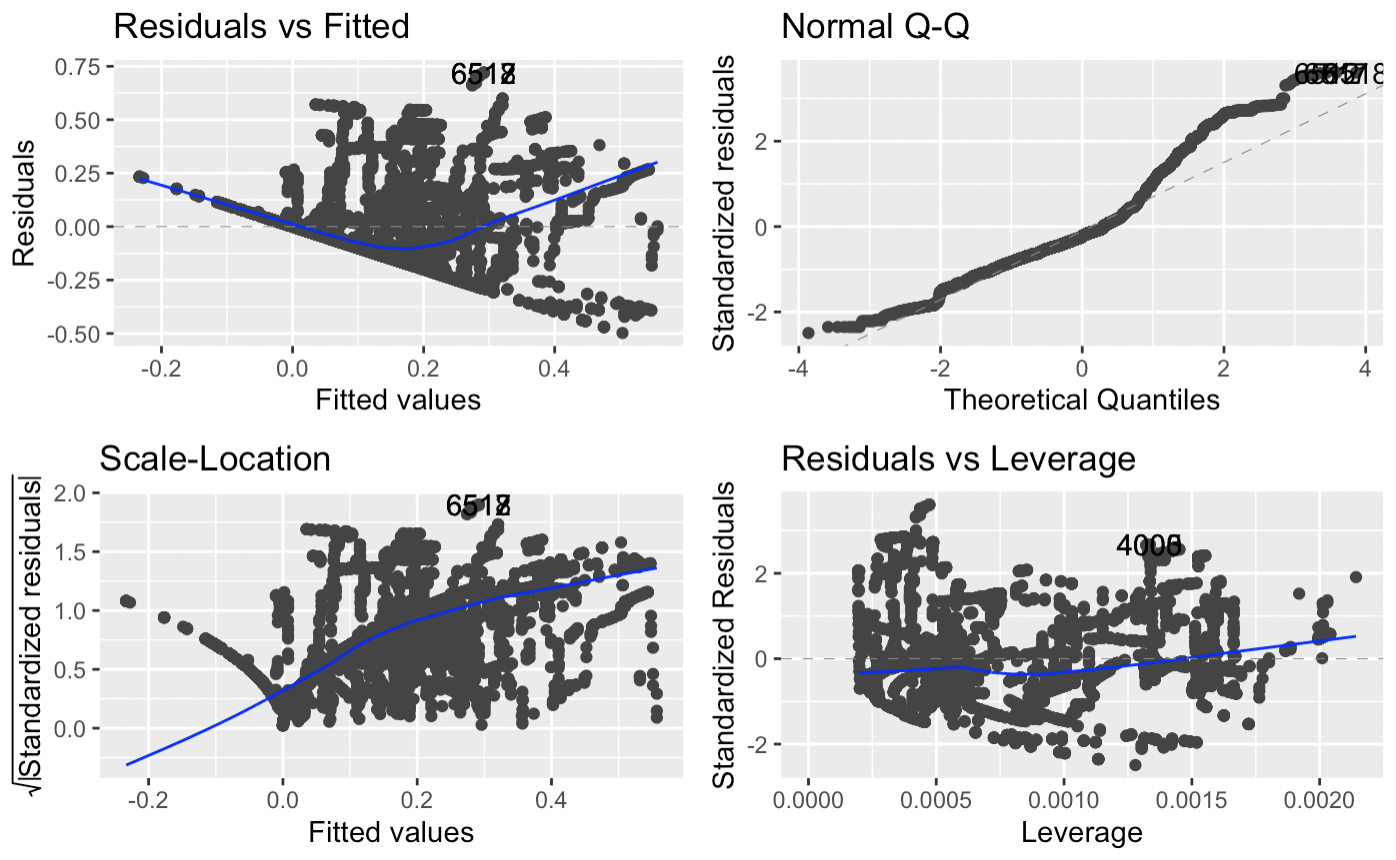 Residuals vs Fitted
0.75
0.50
0.25
0.00
-0.25
-0.50
Residuals
-0.2
0.0
0.2
0.4
Fitted values
Normal Q-Q
2
0
-2
Standardized residuals
-4
-2
0
2
4
Theoretical Quantiles
Scale-Location
2.0
1.5
1.0
0.5
0.0
√|Standardized residuals|
-0.2
0.0
0.2
0.4
Fitted values
Residuals vs Leverage
2
0
-2
Standardized Residuals
0.0000
0.0005
0.0010
0.0015
0.0020
Leverage